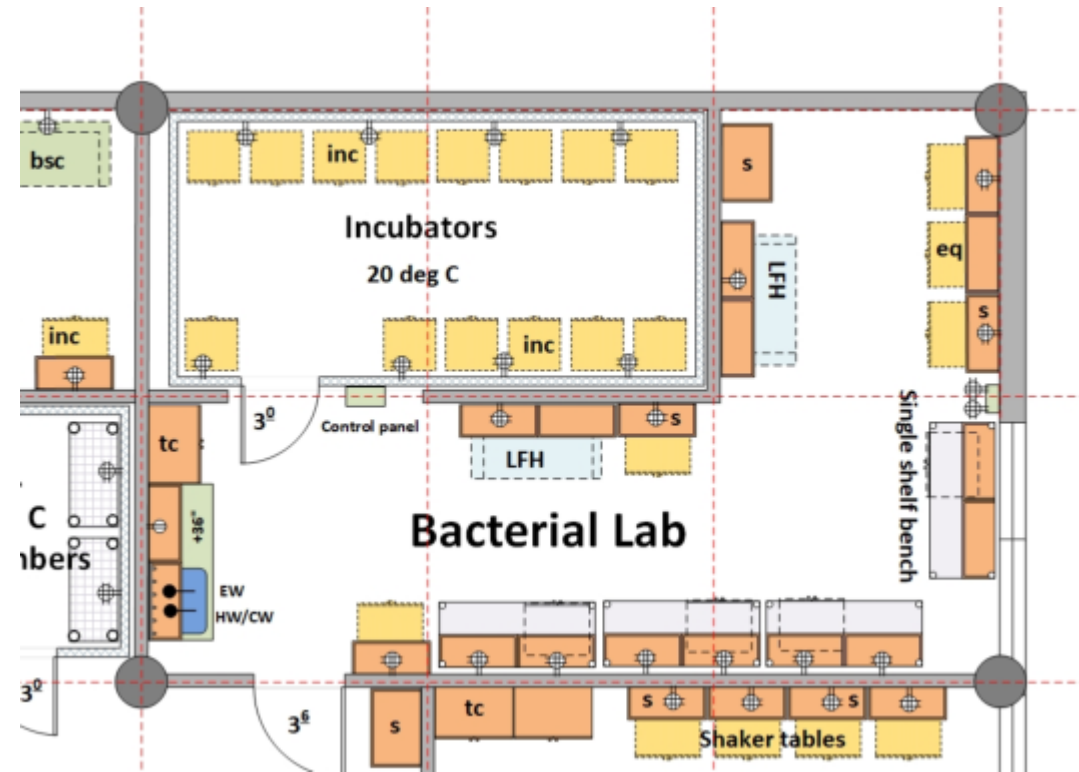 bsc
inc
s
Incubators
20 deg C
LFH
eq
inc
inc
s
3⁰
Control panel
s
tc
LFH
Single shelf bench
C
+36"
Bacterial Lab
nbers
EW
HW/CW
3⁰
3⁶
s
tc
s
s
Shaker tables